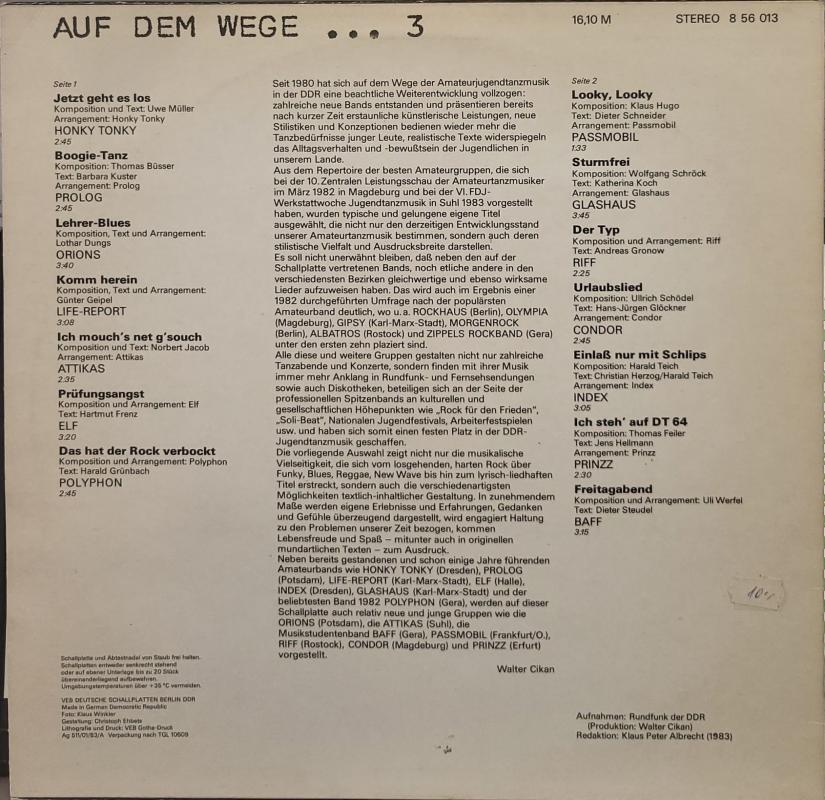 AUF DEM WEGE ... 3
16,10 M
STEREO 8 56 013
Seite 1
Jetzt geht es los
Komposition und Text: Uwe Müller
Arrangement: Honky Tonky
HONKY TONKY
2:45
Boogie-Tanz
Komposition: Thomas Büsser
Text: Barbara Kuster
Arrangement: Prolog
PROLOG
2:45
Lehrer-Blues
Komposition, Text und Arrangement:
Lothar Dungs
ORIONS
3:40
Komm herein
Komposition, Text und Arrangement:
Günter Geipel
LIFE-REPORT
3:08
Ich mouch's net g'souch
Komposition und Text: Norbert Jacob
Arrangement: Attikas
ATTIKAS
2:35
Prüfungsangst
Komposition und Arrangement: Elf
Text: Hartmut Frenz
ELF
3:20
Das hat der Rock verbockt
Komposition und Arrangement: Polyphon
Text: Harald Grünbach
POLYPHON
2:45
Schallplatte und Abtastnadel von Staub frei halten.
Schallplatten entweder senkrecht stehend
oder auf ebener Unterlage bis zu 20 Stück
übereinanderliegend aufbewahren.
Umgebungstemperaturen über +35 °C vermeiden.
VEB DEUTSCHE SCHALLPLATTEN BERLIN DDR
Made in German Democratic Republic
Foto: Klaus Winkler
Gestaltung: Christoph Ehbets
Lithografie und Druck: VEB Gotha-Druck
Ag 511/01/83/A Verpackung nach TGL 10609
Seit 1980 hat sich auf dem Wege der Amateurjugendtanzmusik
in der DDR eine beachtliche Weiterentwicklung vollzogen:
zahlreiche neue Bands entstanden und präsentieren bereits
nach kurzer Zeit erstaunliche künstlerische Leistungen, neue
Stilistiken und Konzeptionen bedienen wieder mehr die
Tanzbedürfnisse junger Leute, realistische Texte widerspiegeln
das Alltagsverhalten und -bewußtsein der Jugendlichen in
unserem Lande.
Aus dem Repertoire der besten Amateurgruppen, die sich
bei der 10. Zentralen Leistungsschau der Amateurtanzmusiker
im März 1982 in Magdeburg und bei der VI. FDJ-
Werkstattwoche Jugendtanzmusik in Suhl 1983 vorgestellt
haben, wurden typische und gelungene eigene Titel
ausgewählt, die nicht nur den derzeitigen Entwicklungsstand
unserer Amateurtanzmusik bestimmen, sondern auch deren
stilistische Vielfalt und Ausdrucksbreite darstellen.
Es soll nicht unerwähnt bleiben, daß neben den auf der
Schallplatte vertretenen Bands, noch etliche andere in den
verschiedensten Bezirken gleichwertige und ebenso wirksame
Lieder aufzuweisen haben. Das wird auch im Ergebnis einer
1982 durchgeführten Umfrage nach der populärsten
Amateurband deutlich, wo u. a. ROCKHAUS (Berlin), OLYMPIA
(Magdeburg), GIPSY (Karl-Marx-Stadt), MORGENROCK
(Berlin), ALBATROS (Rostock) und ZIPPELS ROCKBAND (Gera)
unter den ersten zehn plaziert sind.
Alle diese und weitere Gruppen gestalten nicht nur zahlreiche
Tanzabende und Konzerte, sondern finden mit ihrer Musik
immer mehr Anklang in Rundfunk- und Fernsehsendungen
sowie auch Diskotheken, beteiligen sich an der Seite der
professionellen Spitzenbands an kulturellen und
gesellschaftlichen Höhepunkten wie „Rock für den Frieden",
„Soli-Beat", Nationalen Jugendfestivals, Arbeiterfestspielen
usw. und haben sich somit einen festen Platz in der DDR-
Jugendtanzmusik geschaffen.
Die vorliegende Auswahl zeigt nicht nur die musikalische
Vielseitigkeit, die sich vom losgehenden, harten Rock über
Funky, Blues, Reggae, New Wave bis hin zum lyrisch-liedhaften
Titel erstreckt, sondern auch die verschiedenartigsten
Möglichkeiten textlich-inhaltlicher Gestaltung. In zunehmendem
Maße werden eigene Erlebnisse und Erfahrungen, Gedanken
und Gefühle überzeugend dargestellt, wird engagiert Haltung
zu den Problemen unserer Zeit bezogen, kommen
Lebensfreude und Spaß – mitunter auch in originellen
mundartlichen Texten – zum Ausdruck.
Neben bereits gestandenen und schon einige Jahre führenden
Amateurbands wie HONKY TONKY (Dresden), PROLOG
(Potsdam), LIFE-REPORT (Karl-Marx-Stadt), ELF (Halle),
INDEX (Dresden), GLASHAUS (Karl-Marx-Stadt) und der
beliebtesten Band 1982 POLYPHON (Gera), werden auf dieser
Schallplatte auch relativ neue und junge Gruppen wie die
ORIONS (Potsdam), die ATTIKAS (Suhl), die
Musikstudentenband BAFF (Gera), PASSMOBIL (Frankfurt/O.),
RIFF (Rostock), CONDOR (Magdeburg) und PRINZZ (Erfurt)
vorgestellt.
Walter Cikan
Seite 2
Looky, Looky
Komposition: Klaus Hugo
Text: Dieter Schneider
Arrangement: Passmobil
PASSMOBIL
1:33
Sturmfrei
Komposition: Wolfgang Schröck
Text: Katherina Koch
Arrangement: Glashaus
GLASHAUS
3:45
Der Typ
Komposition und Arrangement: Riff
Text: Andreas Gronow
RIFF
2:25
Urlaubslied
Komposition: Ullrich Schödel
Text: Hans-Jürgen Glöckner
Arrangement: Condor
CONDOR
2:45
Einlaß nur mit Schlips
Komposition: Harald Teich
Text: Christian Herzog/Harald Teich
Arrangement: Index
INDEX
3:05
Ich steh' auf DT 64
Komposition: Thomas Feiler
Text: Jens Hellmann
Arrangement: Prinzz
PRINZZ
2:30
Freitagabend
Komposition und Arrangement: Uli Werfel
Text: Dieter Steudel
BAFF
3:15
Aufnahmen: Rundfunk der DDR
(Produktion: Walter Cikan)
Redaktion: Klaus Peter Albrecht (1983)